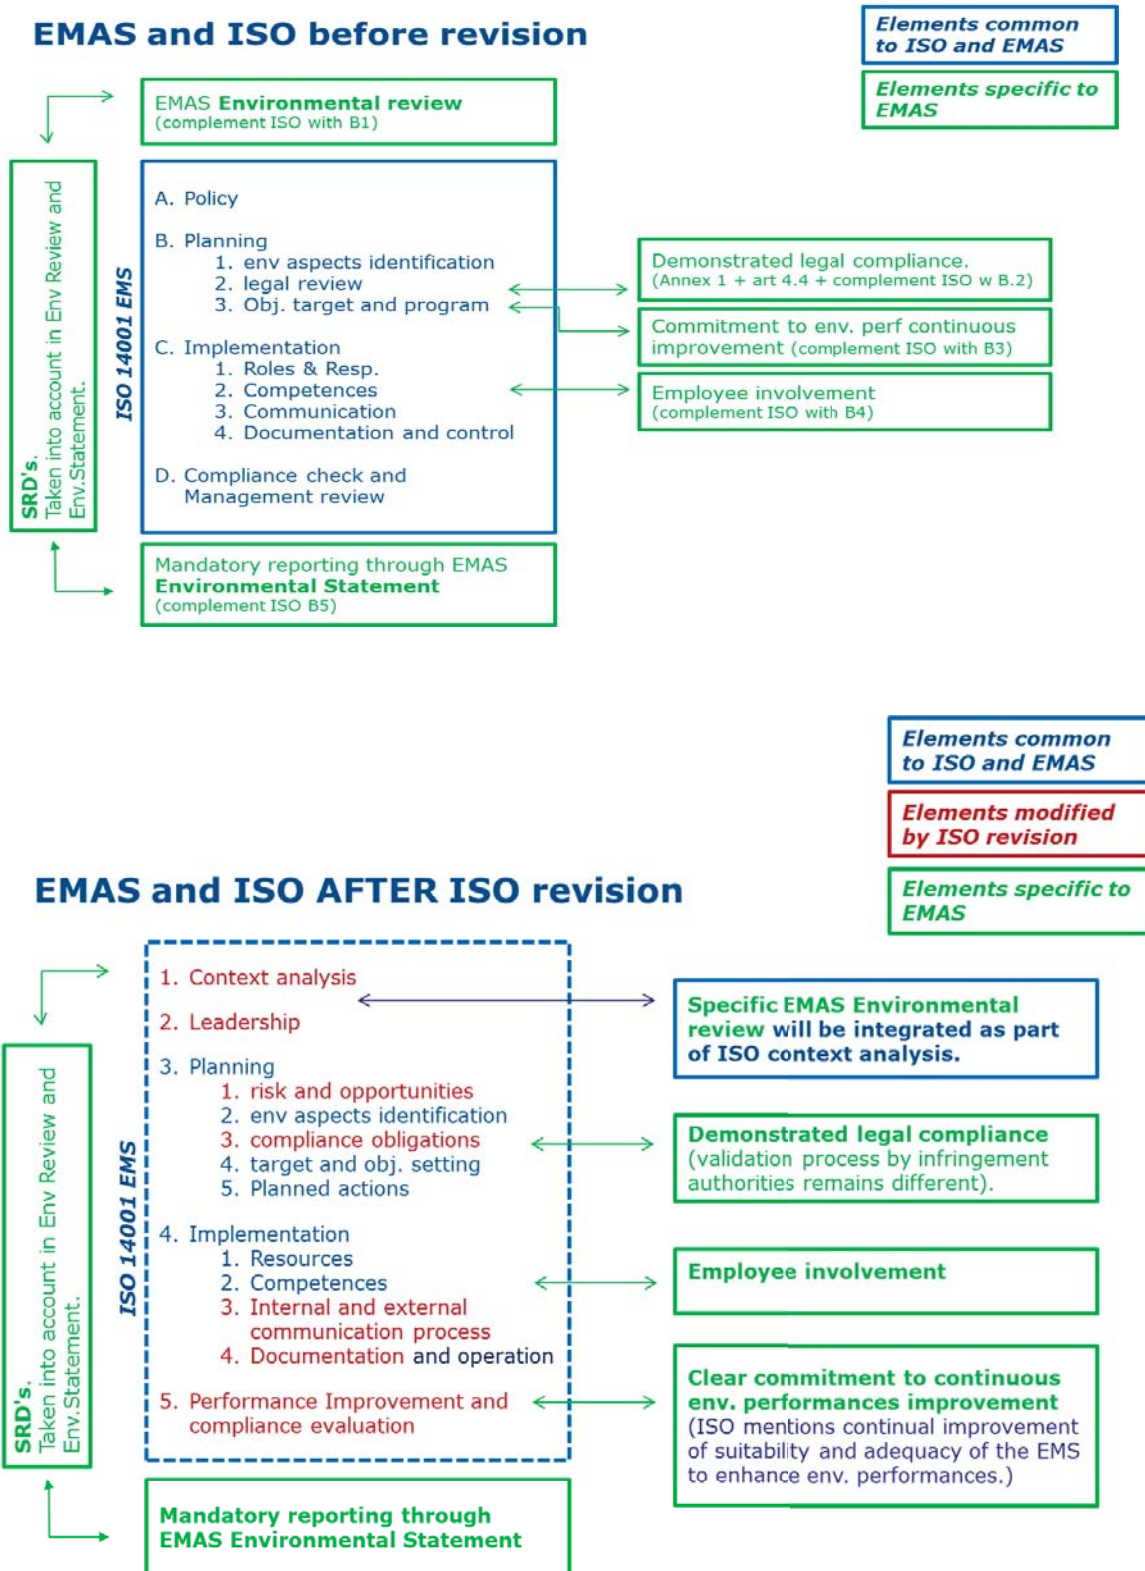 EMAS and ISO before revision
Elements common
to ISO and EMAS
Elements specific to
EMAS
EMAS Environmental review
(complement ISO with B1)
SRD's.
Taken into account in Env Review and
Env.Statement.
ISO 14001 EMS
A. Policy
B. Planning
1. env aspects identification
2. legal review
3. Obj. target and program
C. Implementation
1. Roles & Resp.
2. Competences
3. Communication
4. Documentation and control
D. Compliance check and
Management review
Demonstrated legal compliance.
(Annex 1 + art 4.4 + complement ISO w B.2)
Commitment to env. perf continuous
improvement (complement ISO with B3)
Employee involvement
(complement ISO with B4)
Mandatory reporting through EMAS
Environmental Statement
(complement ISO B5)
Elements common
to ISO and EMAS
Elements modified
by ISO revision
Elements specific to
EMAS
EMAS and ISO AFTER ISO revision
SRD's.
Taken into account in Env Review and
Env.Statement.
ISO 14001 EMS
1. Context analysis
2. Leadership
3. Planning
1. risk and opportunities
2. env aspects identification
3. compliance obligations
4. target and obj. setting
5. Planned actions
4. Implementation
1. Resources
2. Competences
3. Internal and external
communication process
4. Documentation and operation
5. Performance Improvement and
compliance evaluation
Specific EMAS Environmental
review will be integrated as part
of ISO context analysis.
Demonstrated legal compliance
(validation process by infringement
authorities remains different).
Employee involvement
Clear commitment to continuous
env. performances improvement
(ISO mentions continual improvement
of suitability and adequacy of the EMS
to enhance env. performances.)
Mandatory reporting through
EMAS Environmental Statement